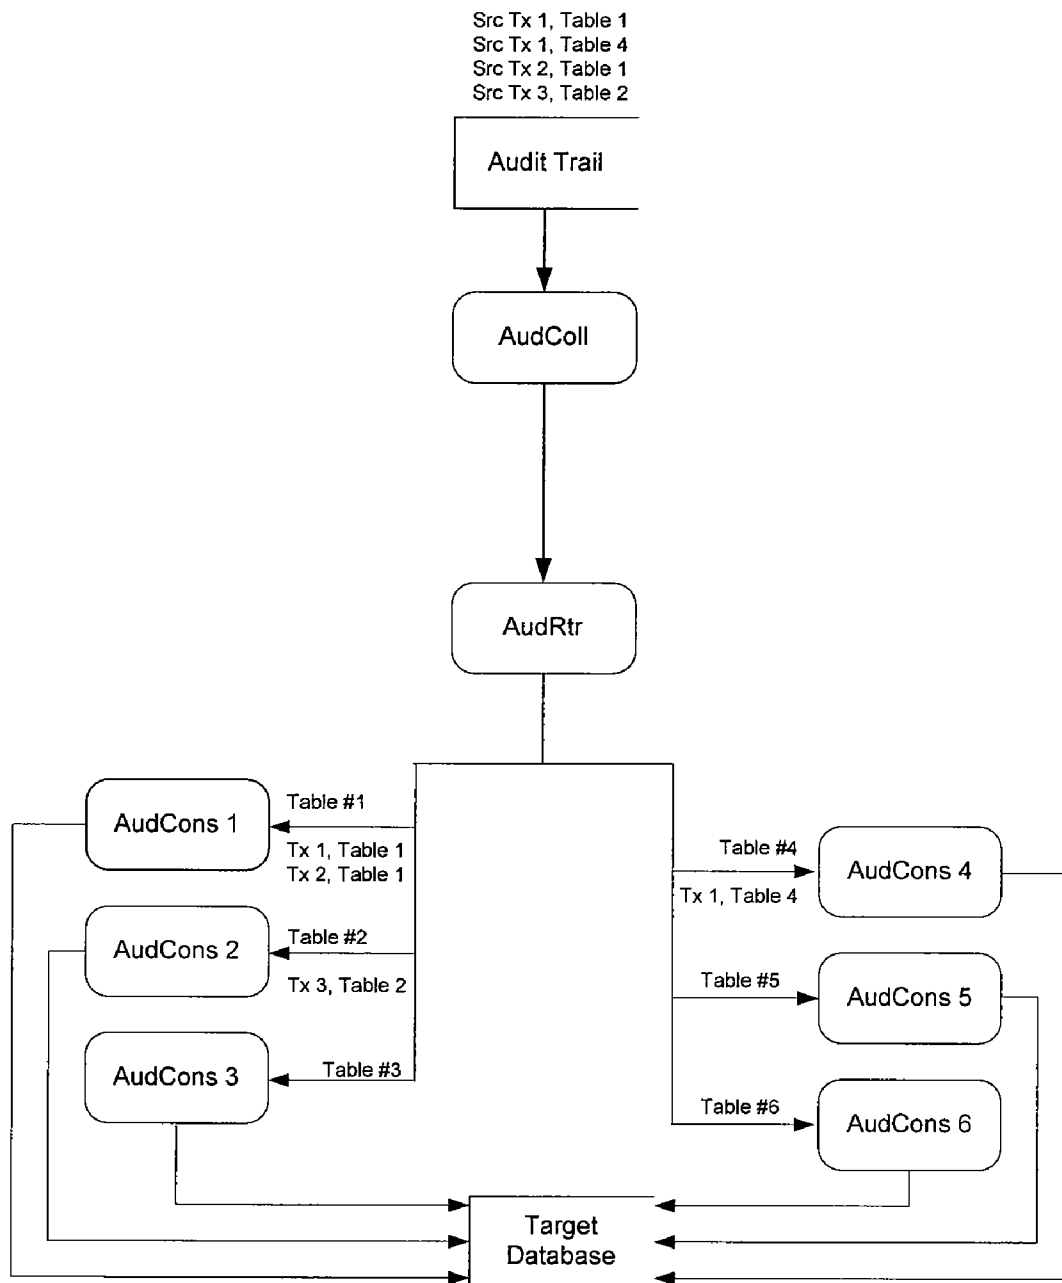 Src Tx 1, Table 1
Src Tx 1, Table 4
Src Tx 2, Table 1
Src Tx 3, Table 2
Audit Trail
AudColl
AudRtr
AudCons 1
Table #1
Tx 1, Table 1
Tx 2, Table 1
AudCons 2
Table #2
Tx 3, Table 2
AudCons 3
Table #3
Table #4
Tx 1, Table 4
AudCons 4
Table #5
AudCons 5
Table #6
AudCons 6
Target
Database